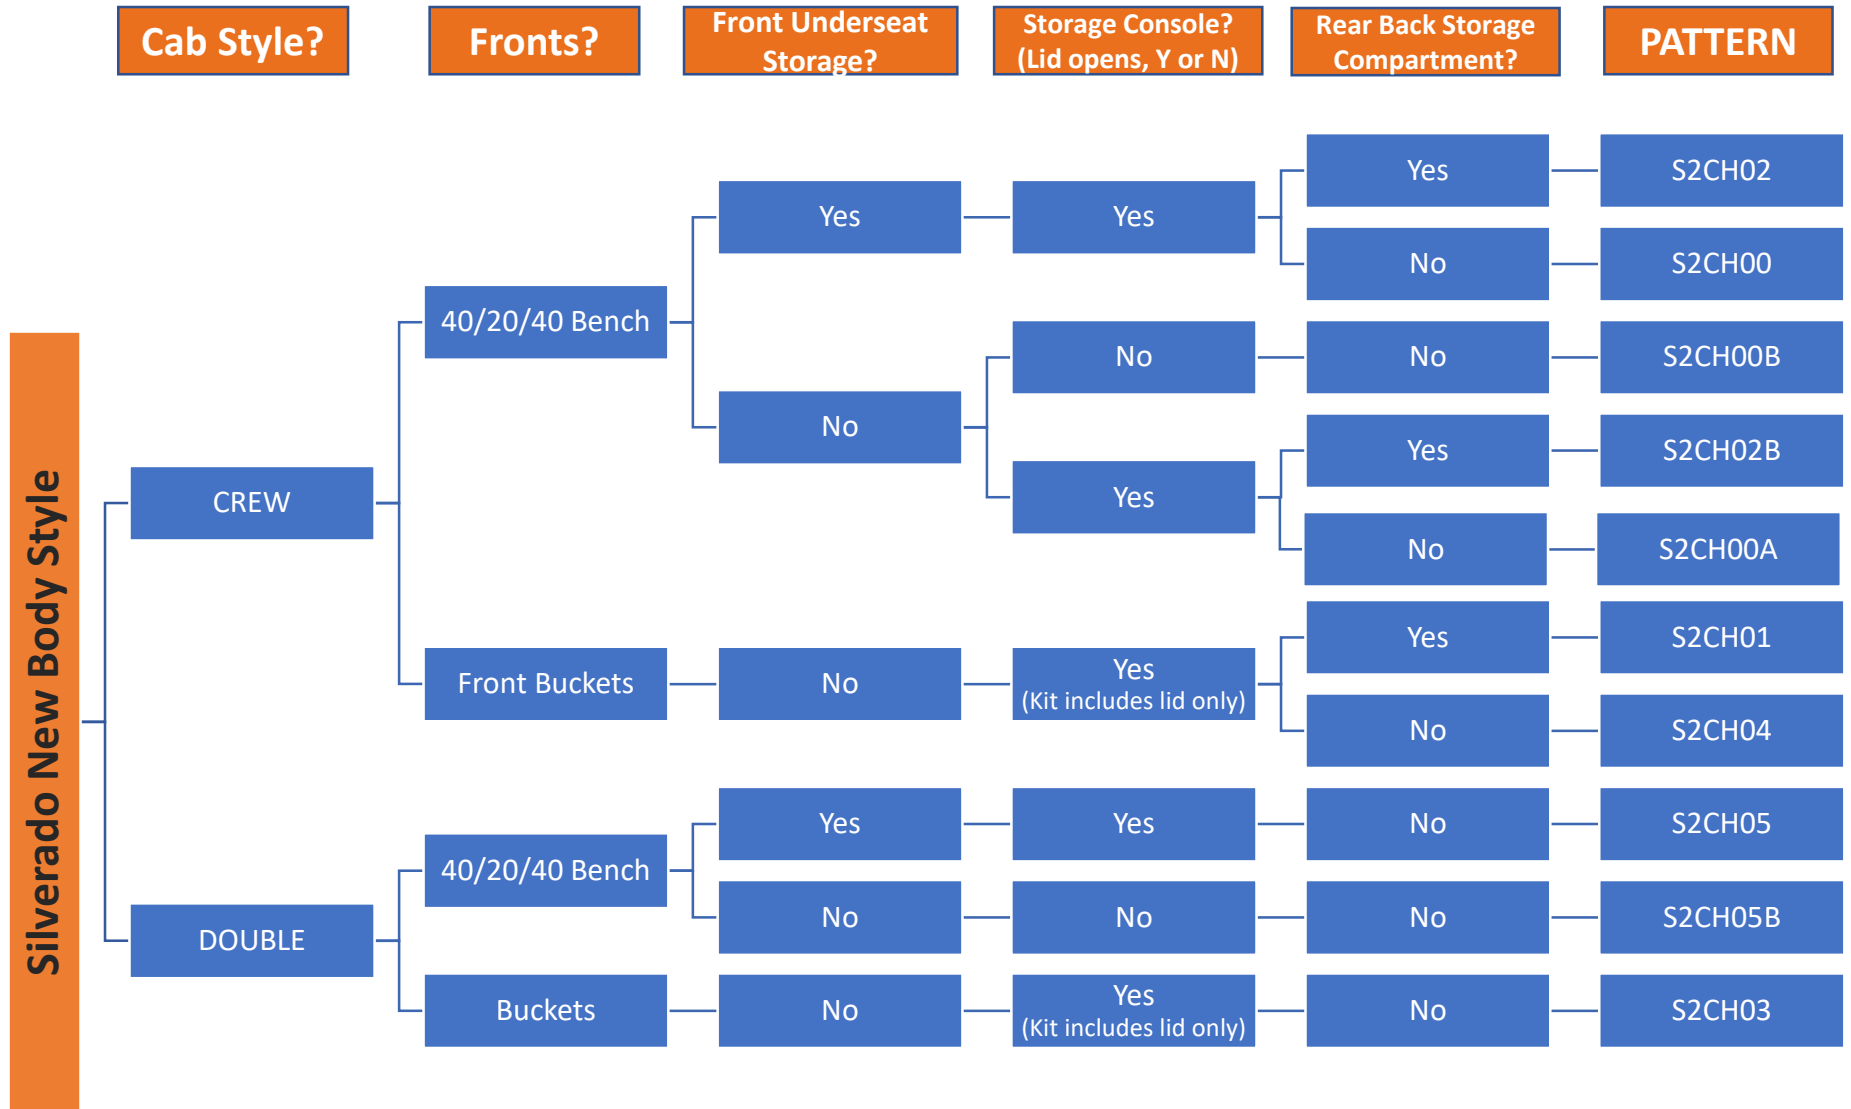 Cab Style?
Fronts?
Front Underseat
Storage?
Storage Console?
(Lid opens, Y or N)
Rear Back Storage
Compartment?
PATTERN
Silverado New Body Style
CREW
40/20/40 Bench
Yes
Yes
Yes
S2CH02
No
S2CH00
No
No
No
S2CH00B
Yes
Yes
S2CH02B
No
S2CH00A
Front Buckets
No
Yes
(Kit includes lid only)
Yes
S2CH01
No
S2CH04
DOUBLE
40/20/40 Bench
Yes
Yes
No
S2CH05
No
No
No
S2CH05B
Buckets
No
Yes
(Kit includes lid only)
No
S2CH03